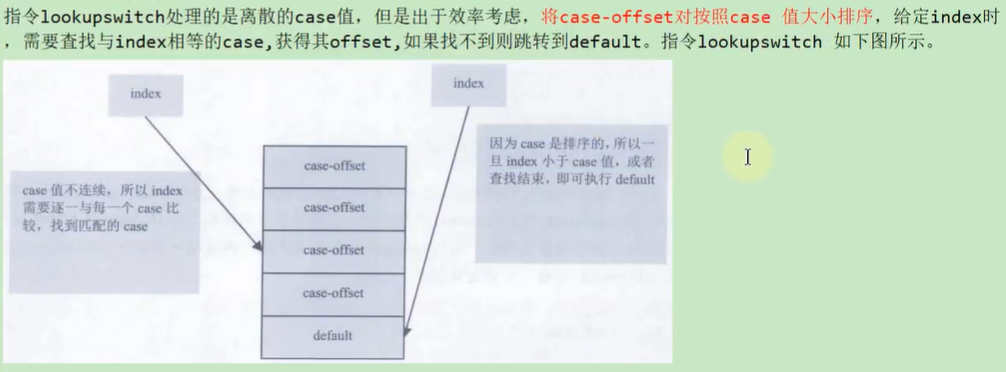 指令lookupswitch处理的是离散的case值，但是出于效率考虑，将case-offset对按照case 值大小排序，给定index时
，需要查找与index相等的case,获得其offset,如果找不到则跳转到default。指令lookupswitch 如下图所示。
index
index
case 值不连续，所以 index
需要逐一与每一个 case 比
较，找到匹配的 case
case-offset
case-offset
case-offset
case-offset
default
因为 case 是排序的，所以一
旦 index 小于 case 值，或者
查找结束，即可执行 default